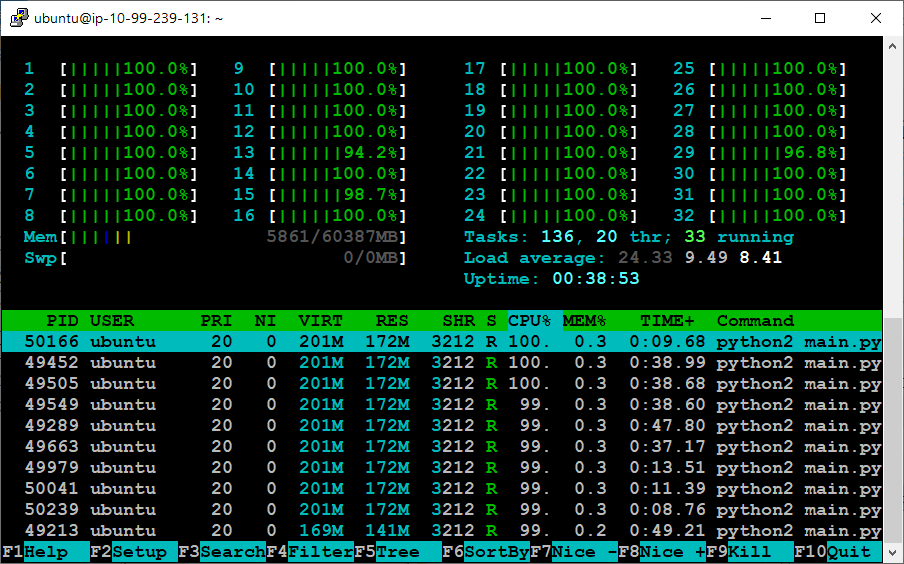 ubuntu@ip-10-99-239-131: ~
1 [|||||100.0%] 9 [|||||100.0%] 17 [|||||100.0%] 25 [|||||100.0%]
2 [|||||100.0%] 10 [|||||100.0%] 18 [|||||100.0%] 26 [|||||100.0%]
3 [|||||100.0%] 11 [|||||100.0%] 19 [|||||100.0%] 27 [|||||100.0%]
4 [|||||100.0%] 12 [|||||100.0%] 20 [|||||100.0%] 28 [|||||100.0%]
5 [|||||100.0%] 13 [||||||94.2%] 21 [|||||100.0%] 29 [||||||96.8%]
6 [|||||100.0%] 14 [|||||100.0%] 22 [|||||100.0%] 30 [|||||100.0%]
7 [|||||100.0%] 15 [||||||98.7%] 23 [|||||100.0%] 31 [|||||100.0%]
8 [|||||100.0%] 16 [|||||100.0%] 24 [|||||100.0%] 32 [|||||100.0%]
Mem[|||||| 5861/60387MB] Tasks: 136, 20 thr; 33 running
Swp[ 0/0MB] Load average: 24.33 9.49 8.41
Uptime: 00:38:53
PID USER PRI NI VIRT RES SHR S CPU% MEM% TIME+ Command
50166 ubuntu 20 0 201M 172M 3212 R 100. 0.3 0:09.68 python2 main.py
49452 ubuntu 20 0 201M 172M 3212 R 100. 0.3 0:38.99 python2 main.py
49505 ubuntu 20 0 201M 172M 3212 R 100. 0.3 0:38.68 python2 main.py
49549 ubuntu 20 0 201M 172M 3212 R 99. 0.3 0:38.60 python2 main.py
49289 ubuntu 20 0 201M 172M 3212 R 99. 0.3 0:47.80 python2 main.py
49663 ubuntu 20 0 201M 172M 3212 R 99. 0.3 0:37.17 python2 main.py
49979 ubuntu 20 0 201M 172M 3212 R 99. 0.3 0:13.51 python2 main.py
50041 ubuntu 20 0 201M 172M 3212 R 99. 0.3 0:11.39 python2 main.py
50239 ubuntu 20 0 201M 172M 3212 R 99. 0.3 0:08.76 python2 main.py
49213 ubuntu 20 0 169M 141M 3212 R 99. 0.2 0:49.21 python2 main.py
F1Help F2Setup F3SearchF4FilterF5Tree F6SortByF7Nice -F8Nice +F9Kill F10Quit